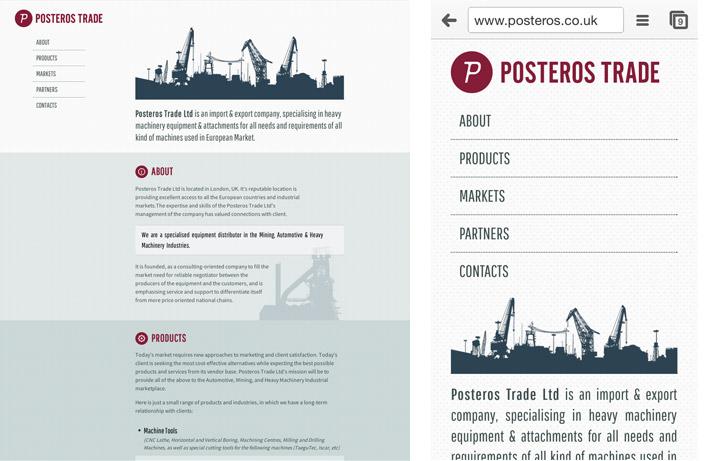 P POSTEROS TRADE
ABOUT
PRODUCTS
MARKETS
PARTNERS
CONTACTS
Posteros Trade Ltd is an import & export company, specialising in heavy
machinery equipment & attachments for all needs and requirements of all
kind of machines used in European Market.
ABOUT
Posteros Trade Ltd is located in London, UK. It's reputable location is
providing excellent access to all the European countries and industrial
markets.The expertise and skills of the Posteros Trade Ltd's
management of the company has valued connections with client.
We are a specialised equipment distributor in the Mining, Automotive & Heavy
Machinery Industries.
It is founded, as a consulting-oriented company to fill the
market need for reliable negotiator between the
producers of the equipment and the customers, and is
emphasising service and support to differentiate itself
from more price oriented national chains.
PRODUCTS
Today's market requires new approaches to marketing and client satisfaction. Today's
client is seeking the most cost effective alternatives while expecting the best possible
products and services from its vendor base. Posteros Trade Ltd's mission will be to
provide all of the above to the Automotive, Mining, and Heavy Machinery Industrial
marketplace.
Here is just a small range of products and industries, in which we have a long-term
relationship with clients:
• Machine Tools
(CNC Lathe, Horizontal and Vertical Boring, Machining Centres, Milling and Drilling
Machines, as well as special cutting tools for the following machines (TaeguTec, Iscar, etc)
www.posteros.co.uk
9
P POSTEROS TRADE
ABOUT
PRODUCTS
MARKETS
PARTNERS
CONTACTS
Posteros Trade Ltd is an import & export
company, specialising in heavy machinery
equipment & attachments for all needs and
requirements of all kind of machines used in